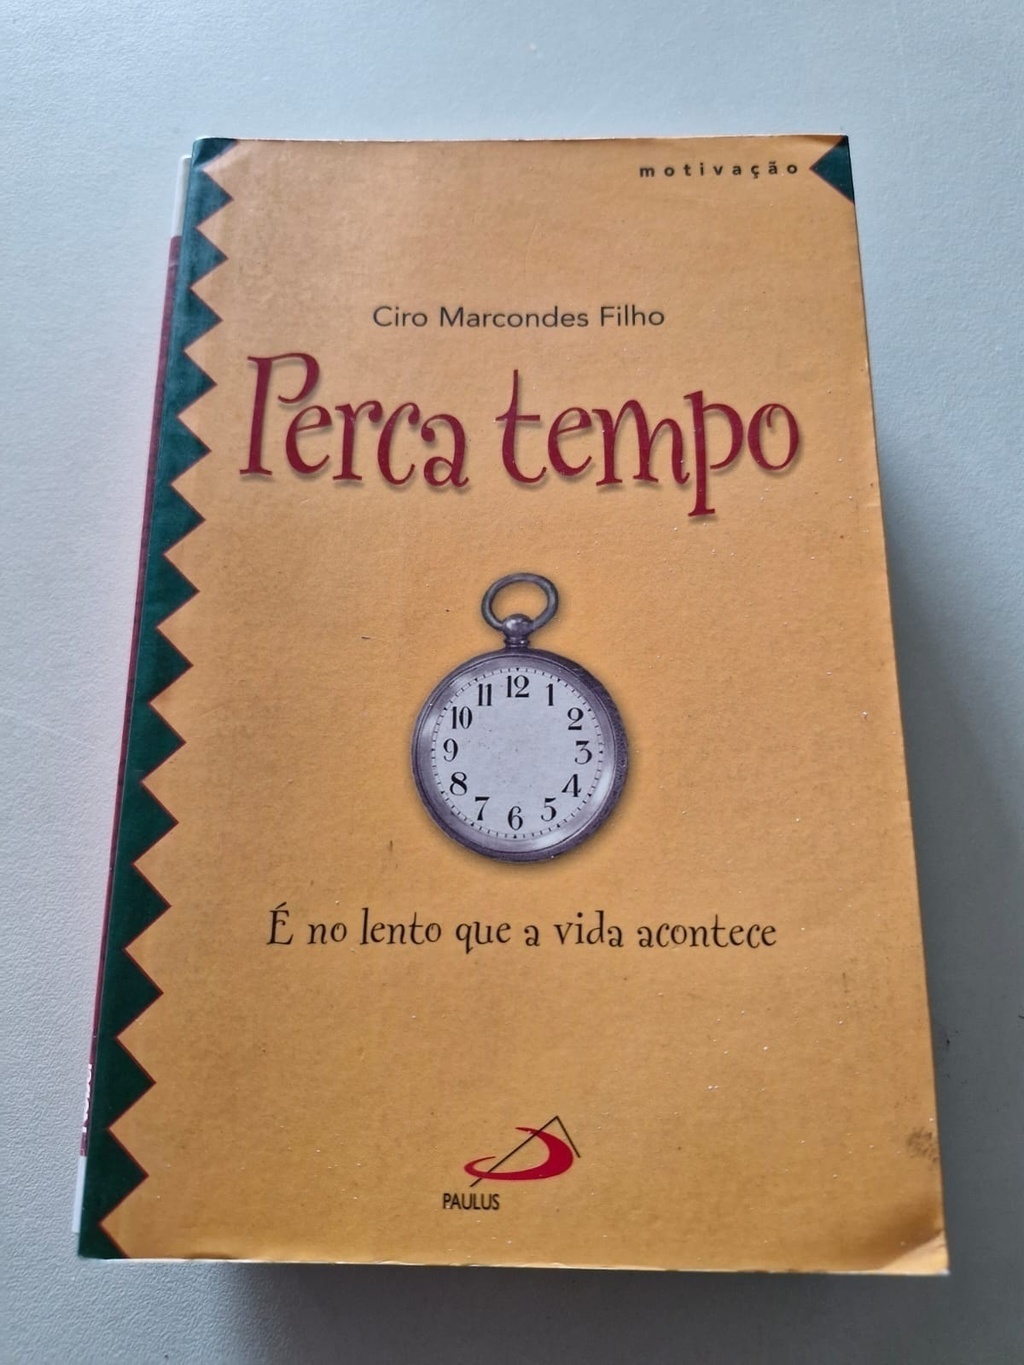 motivação
Ciro Marcondes Filho
Perca tempo
12
11 1
10 2
9 3
8 4
7 5
6
É no lento que a vida acontece
PAULUS